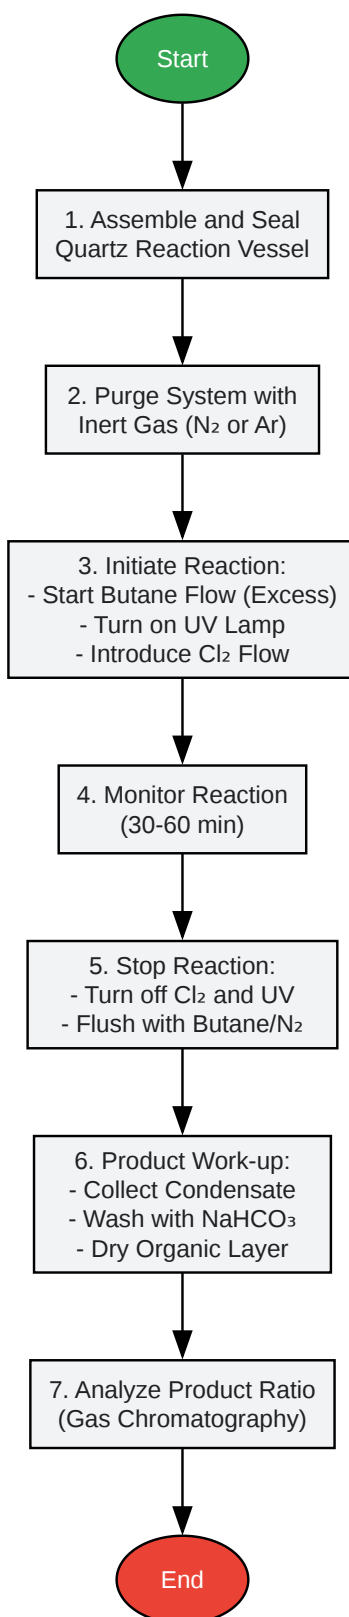 Start
1. Assemble and Seal
Quartz Reaction Vessel
2. Purge System with
Inert Gas (N₂ or Ar)
3. Initiate Reaction:
- Start Butane Flow (Excess)
- Turn on UV Lamp
- Introduce Cl₂ Flow
4. Monitor Reaction
(30-60 min)
5. Stop Reaction:
- Turn off Cl₂ and UV
- Flush with Butane/N₂
6. Product Work-up:
- Collect Condensate
- Wash with NaHCO₃
- Dry Organic Layer
7. Analyze Product Ratio
(Gas Chromatography)
End